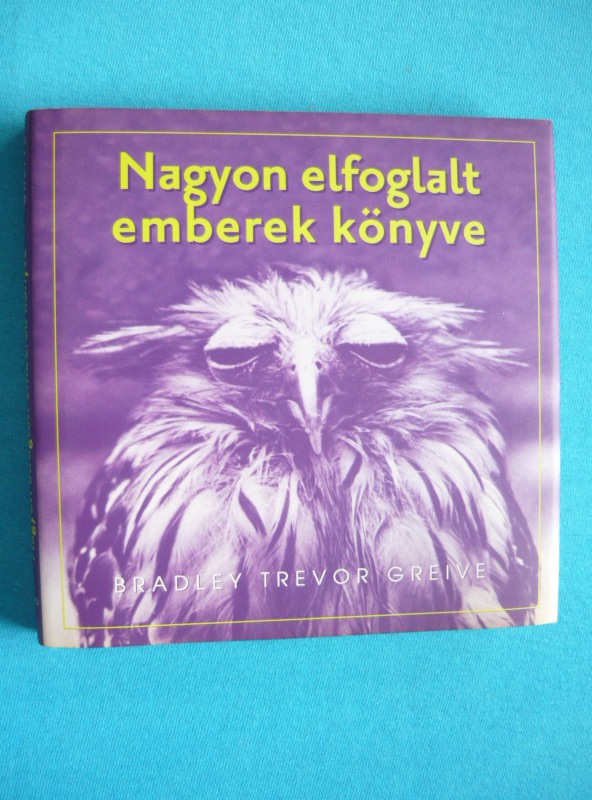 Nagyon elfoglalt
emberek könyve
BRADLEY TREVOR GREIVE